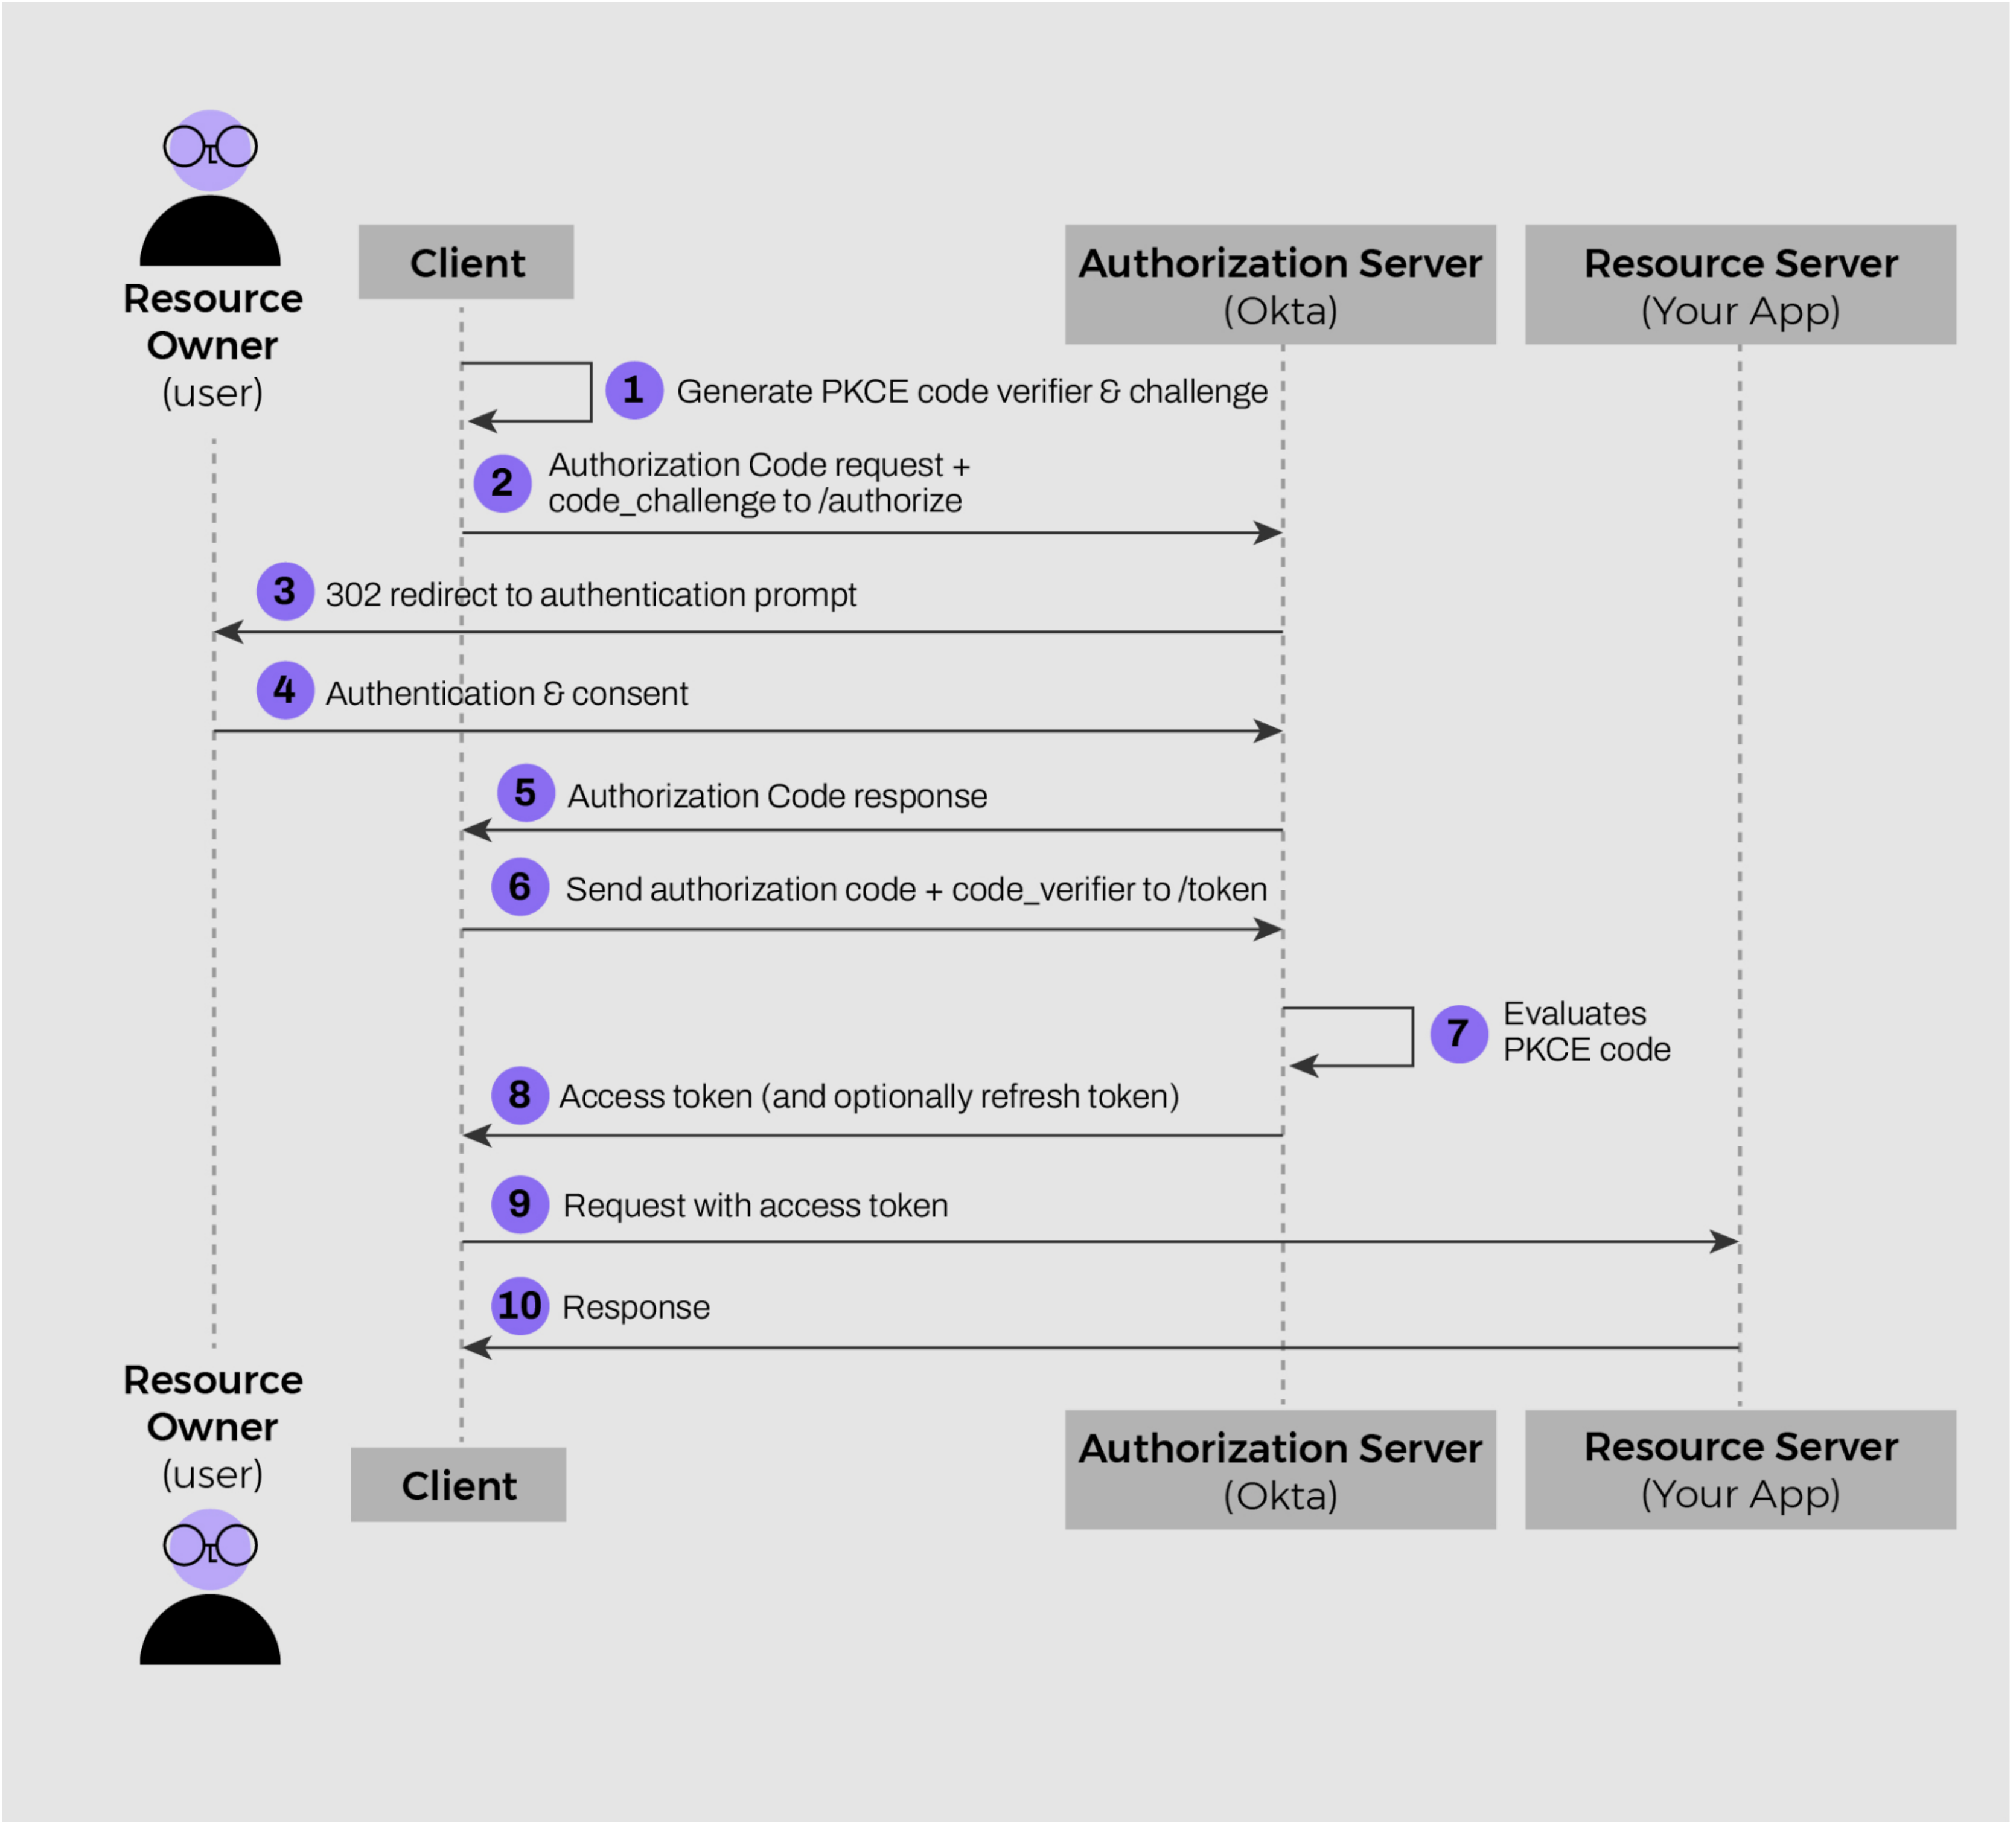 Resource
Owner
(user)
Client
Authorization Server
(Okta)
Resource Server
(Your App)
1
Generate PKCE code verifier & challenge
2
Authorization Code request +
code_challenge to /authorize
3
302 redirect to authentication prompt
4
Authentication & consent
5
Authorization Code response
6
Send authorization code + code_verifier to /token
7
Evaluates
PKCE code
8
Access token (and optionally refresh token)
9
Request with access token
10
Response
Resource
Owner
(user)
Client
Authorization Server
(Okta)
Resource Server
(Your App)